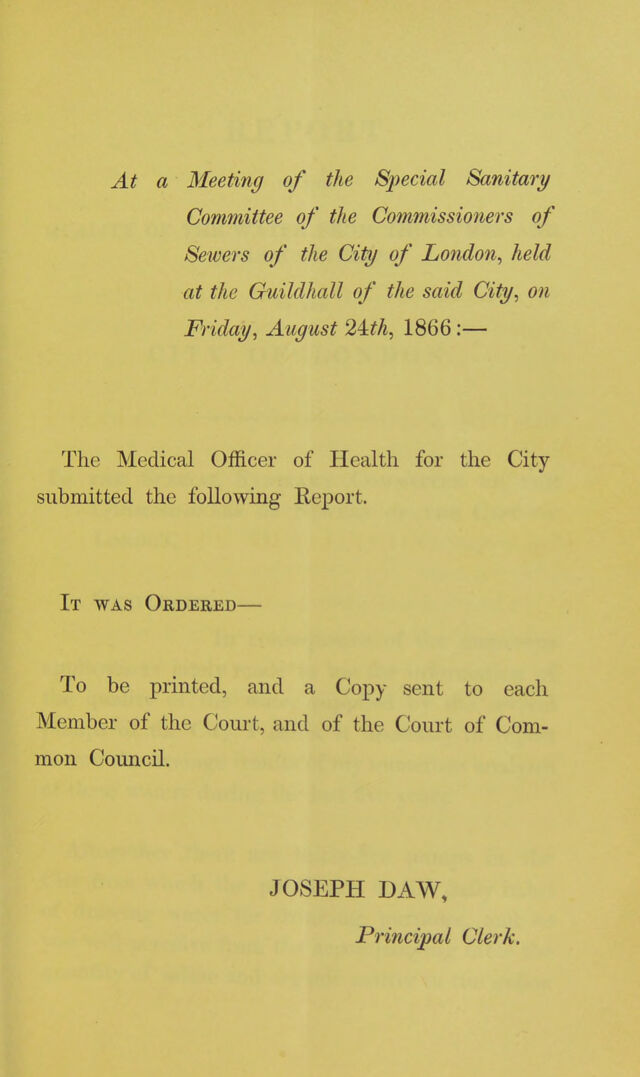 At a Meeting of the Special Sanitary
Committee of the Commissioners of
Sewers of the City of London, held
at the Guildhall of the said City, on
Friday, August 24th, 1866:—
The Medical Officer of Health for the City
submitted the following Report.
It was Ordered—
To be printed, and a Copy sent to each
Member of the Court, and of the Court of Com-
mon Council.
JOSEPH DAW,
Principal Clerk.